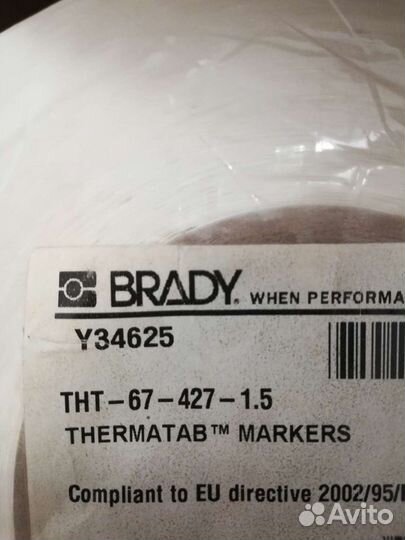 BRADY. WHEN PERFORMA
Y34625
THT-67-427-1.5
THERMATAB™ MARKERS
Compliant to EU directive 2002/95/
Avito